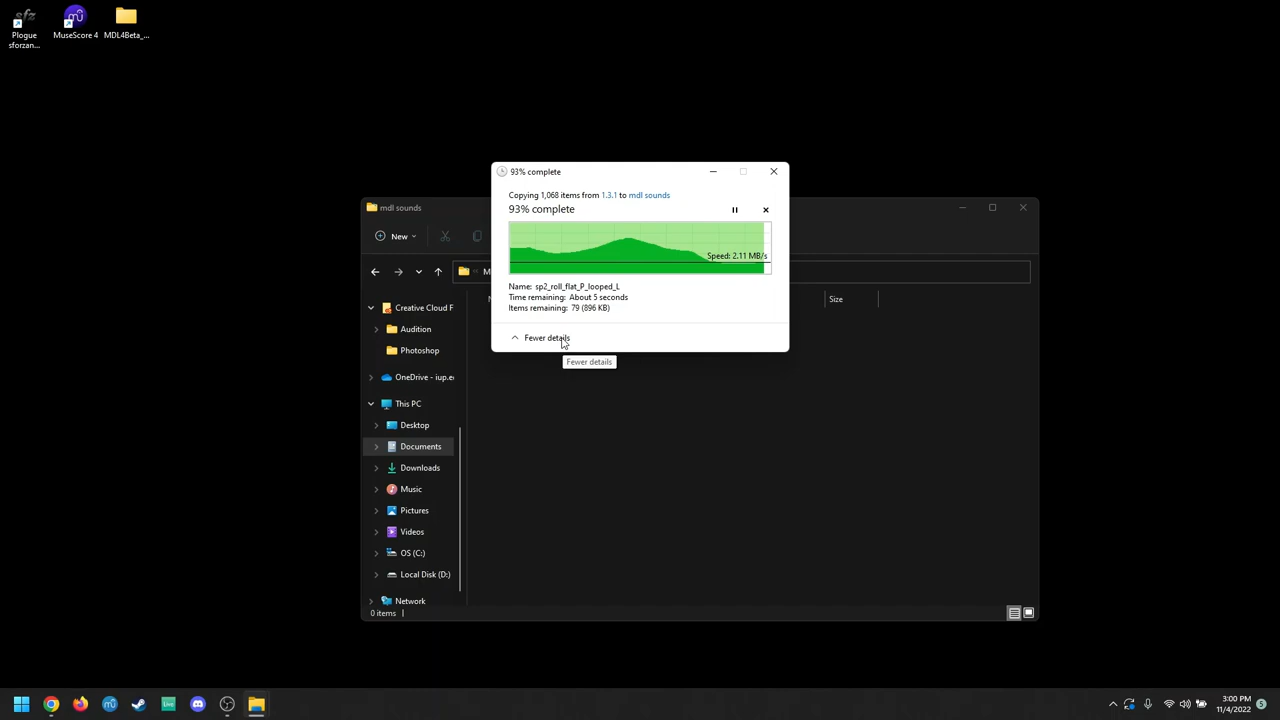 Plogue
sforzan...
MuseScore 4
MDL4Beta_...
93% complete
Copying 1,068 items from 1.3.1 to mdl sounds
93% complete
Speed: 2.11 MB/s
Name: sp2_roll_flat_P_looped_L
Time remaining: About 5 seconds
Items remaining: 79 (896 KB)
Fewer details
Fewer details
mdl sounds
New
Size
Creative Cloud F
Audition
Photoshop
OneDrive - iup.e
This PC
Desktop
Documents
Downloads
Music
Pictures
Videos
OS (C:)
Local Disk (D:)
Network
0 items
3:00 PM
11/4/2022
5